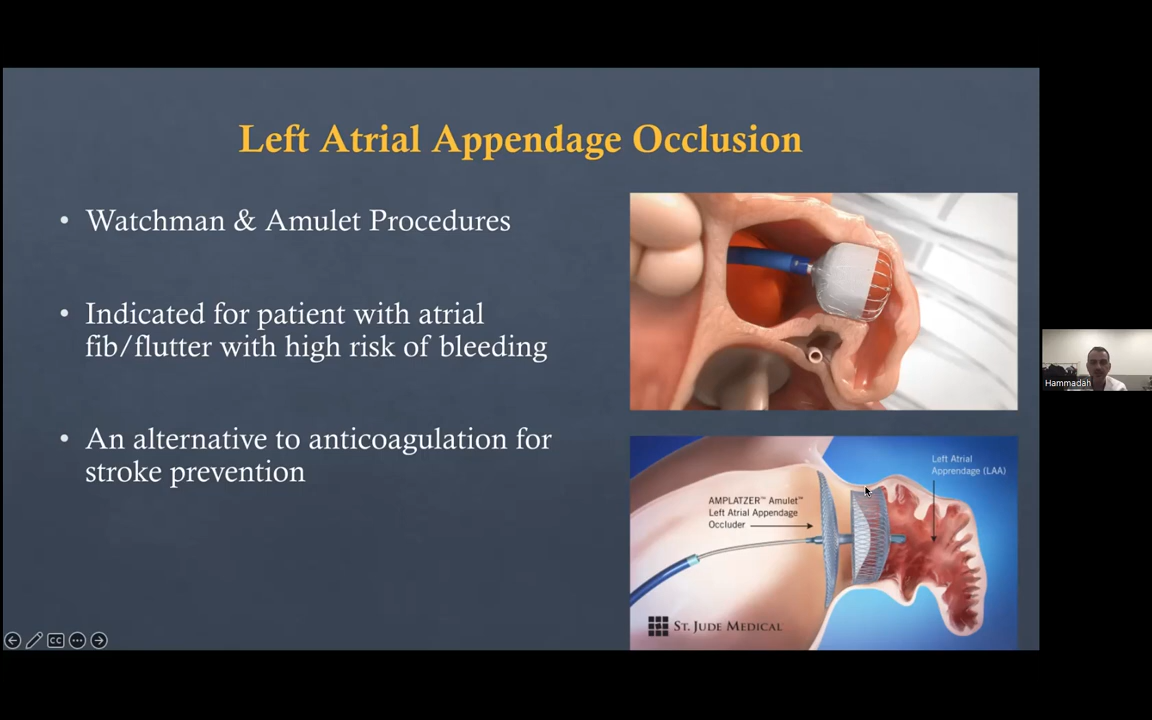 Left Atrial Appendage Occlusion
• Watchman & Amulet Procedures
• Indicated for patient with atrial
fib/flutter with high risk of bleeding
• An alternative to anticoagulation for
stroke prevention
Left Atrial
Apprendage (LAA)
AMPLATZER™ Amulet™
Left Atrial Appendage
Occluder
ST. JUDE MEDICAL
CC
Hammadah